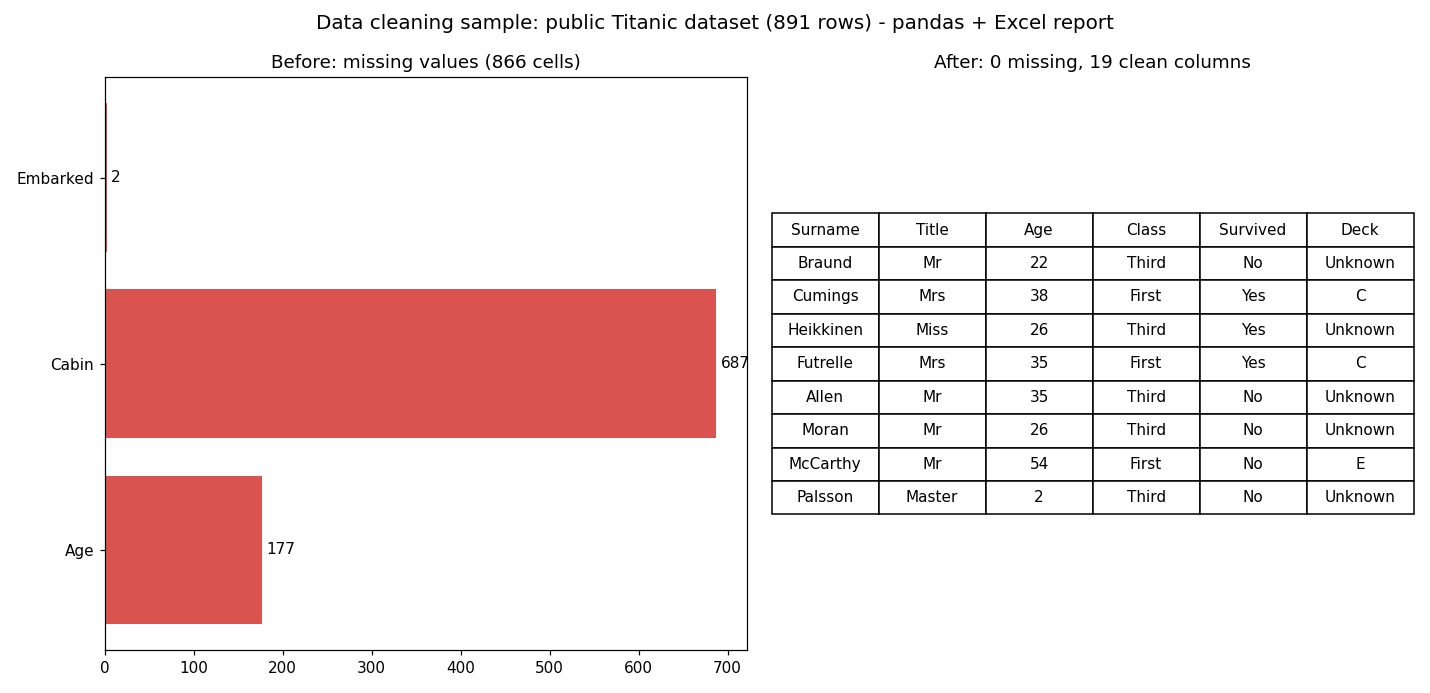 Data cleaning sample: public Titanic dataset (891 rows) - pandas + Excel report
Before: missing values (866 cells)
Embarked 2
Cabin 687
Age 177
0 100 200 300 400 500 600 700
After: 0 missing, 19 clean columns
Surname Title Age Class Survived Deck
Braund Mr 22 Third No Unknown
Cumings Mrs 38 First Yes C
Heikkinen Miss 26 Third Yes Unknown
Futrelle Mrs 35 First Yes C
Allen Mr 35 Third No Unknown
Moran Mr 26 Third No Unknown
McCarthy Mr 54 First No E
Palsson Master 2 Third No Unknown